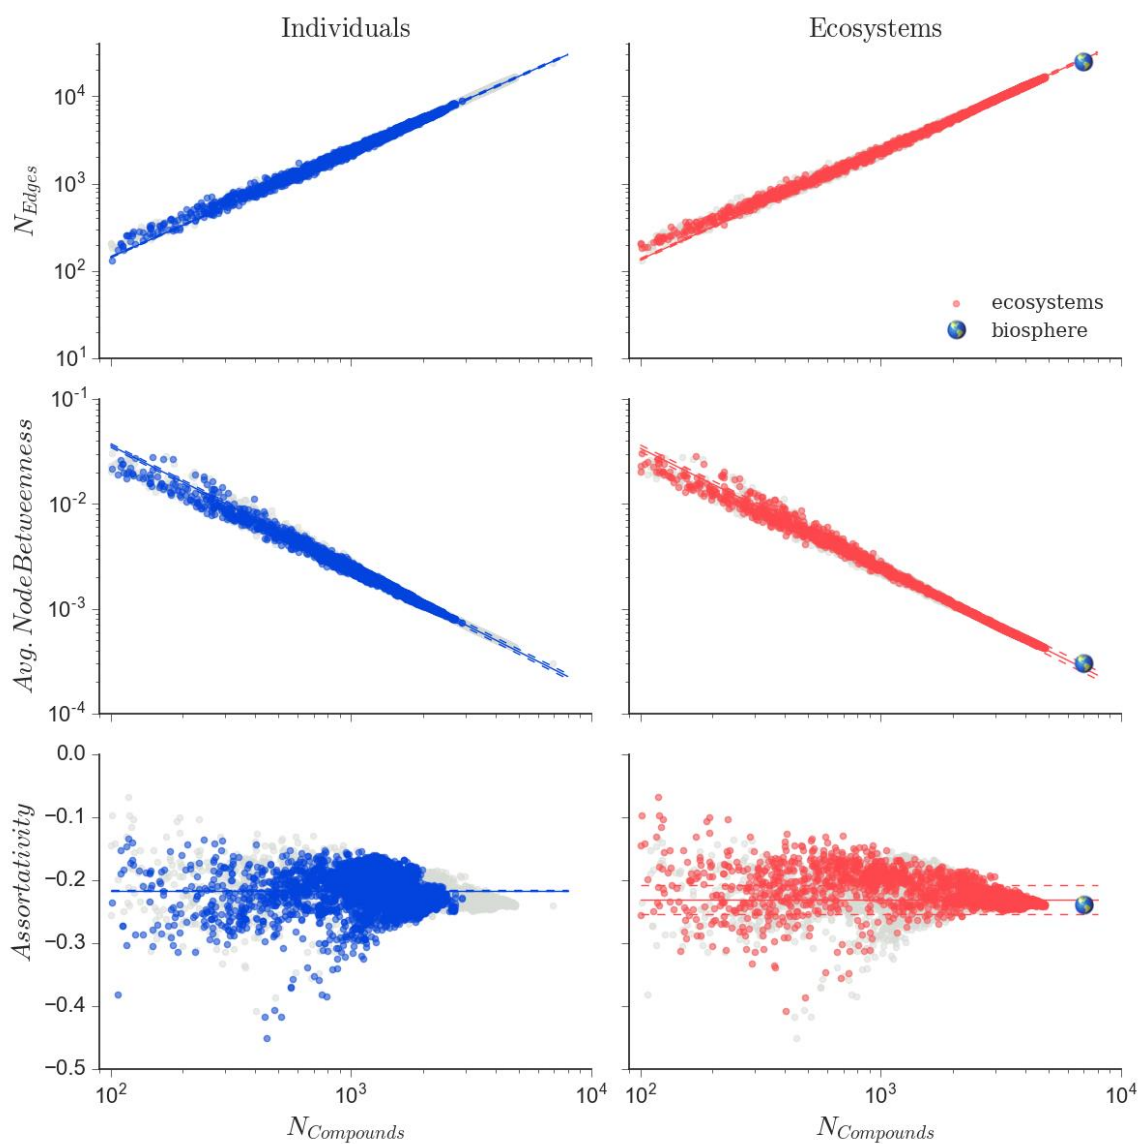 Individuals
Ecosystems
N_Edges
10^4
10^3
10^2
10^1
ecosystems
biosphere
Avg. NodeBetweenness
10^-1
10^-2
10^-3
10^-4
Assortativity
0.0
−0.1
−0.2
−0.3
−0.4
−0.5
10^2
10^3
10^4
10^2
10^3
10^4
N_Compounds
N_Compounds